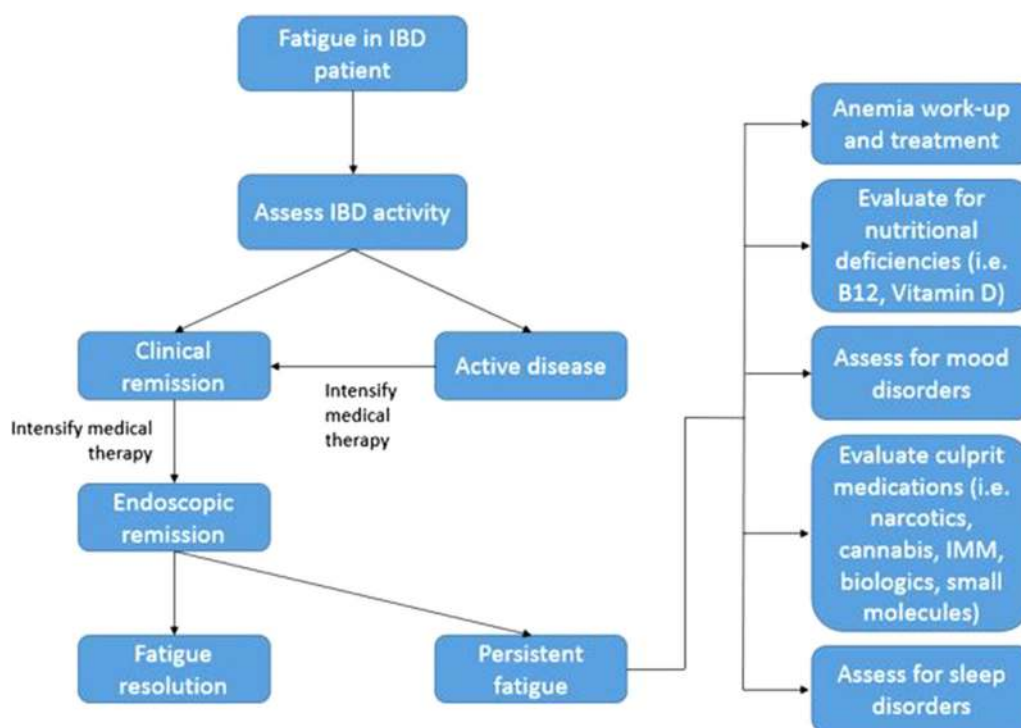 Fatigue in IBD
patient
Assess IBD activity
Clinical
remission
Active disease
Intensify
medical
therapy
Intensify medical
therapy
Endoscopic
remission
Fatigue
resolution
Persistent
fatigue
Anemia work-up
and treatment
Evaluate for
nutritional
deficiencies (i.e.
B12, Vitamin D)
Assess for mood
disorders
Evaluate culprit
medications (i.e.
narcotics,
cannabis, IMM,
biologics, small
molecules)
Assess for sleep
disorders